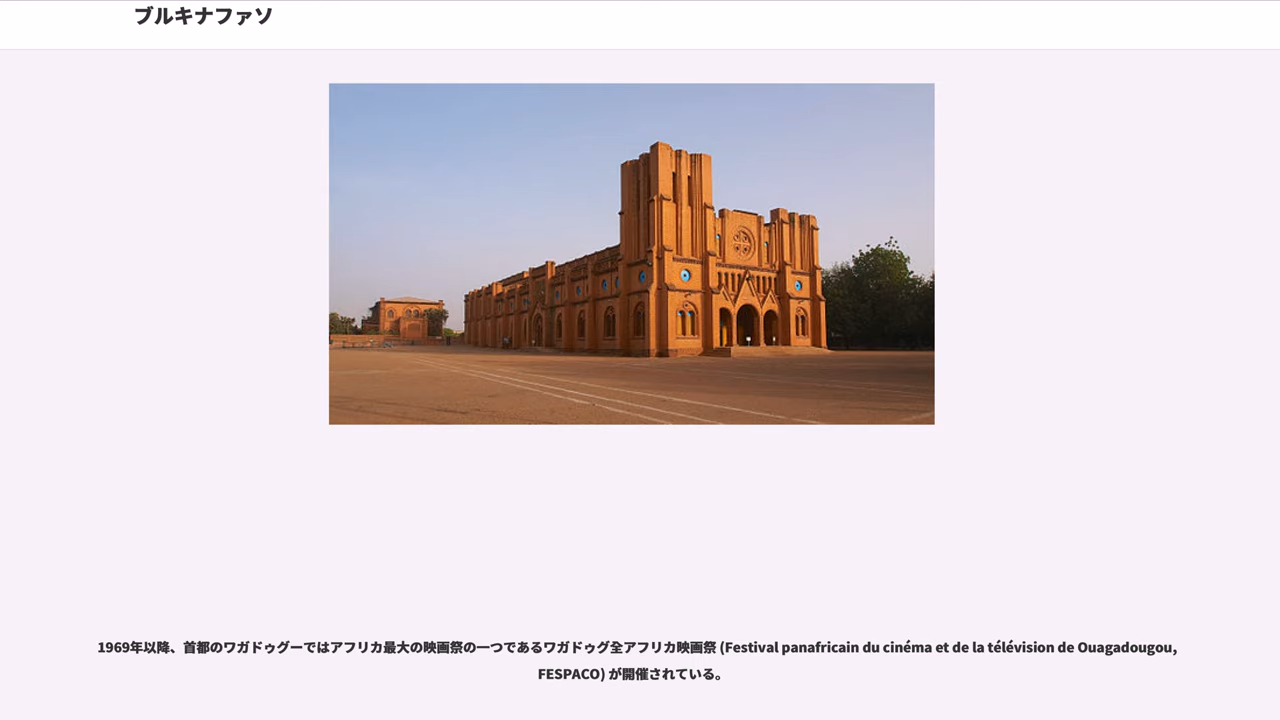 ブルキナファソ
1969年以降、首都のワガドゥグーではアフリカ最大の映画祭の一つであるワガドゥグ全アフリカ映画祭 (Festival panafricain du cinéma et de la télévision de Ouagadougou,
FESPACO) が開催されている。